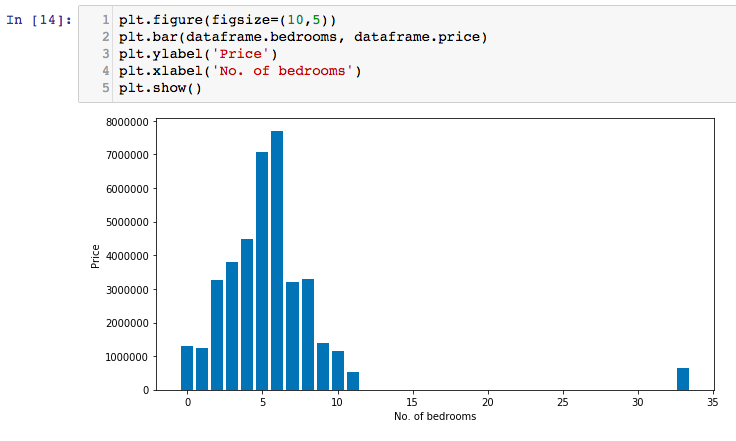 In [14]:
1 plt.figure(figsize=(10,5))
2 plt.bar(dataframe.bedrooms, dataframe.price)
3 plt.ylabel('Price')
4 plt.xlabel('No. of bedrooms')
5 plt.show()
8000000
7000000
6000000
5000000
4000000
3000000
2000000
1000000
0
Price
0 5 10 15 20 25 30 35
No. of bedrooms